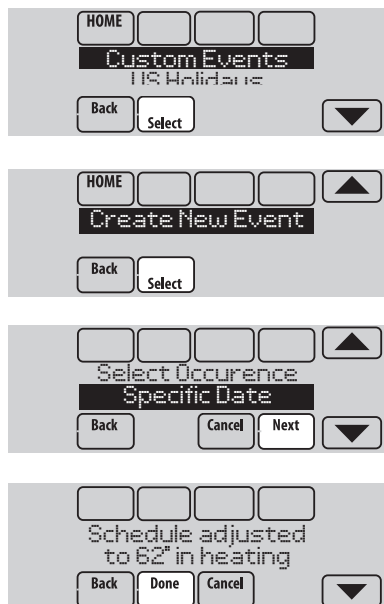 HOME
Custom Events
US Holidays
Back Select
HOME
Create New Event
Back Select
Select Occurence
Specific Date
Back Cancel Next
Schedule adjusted
to 62° in heating
Back Done Cancel